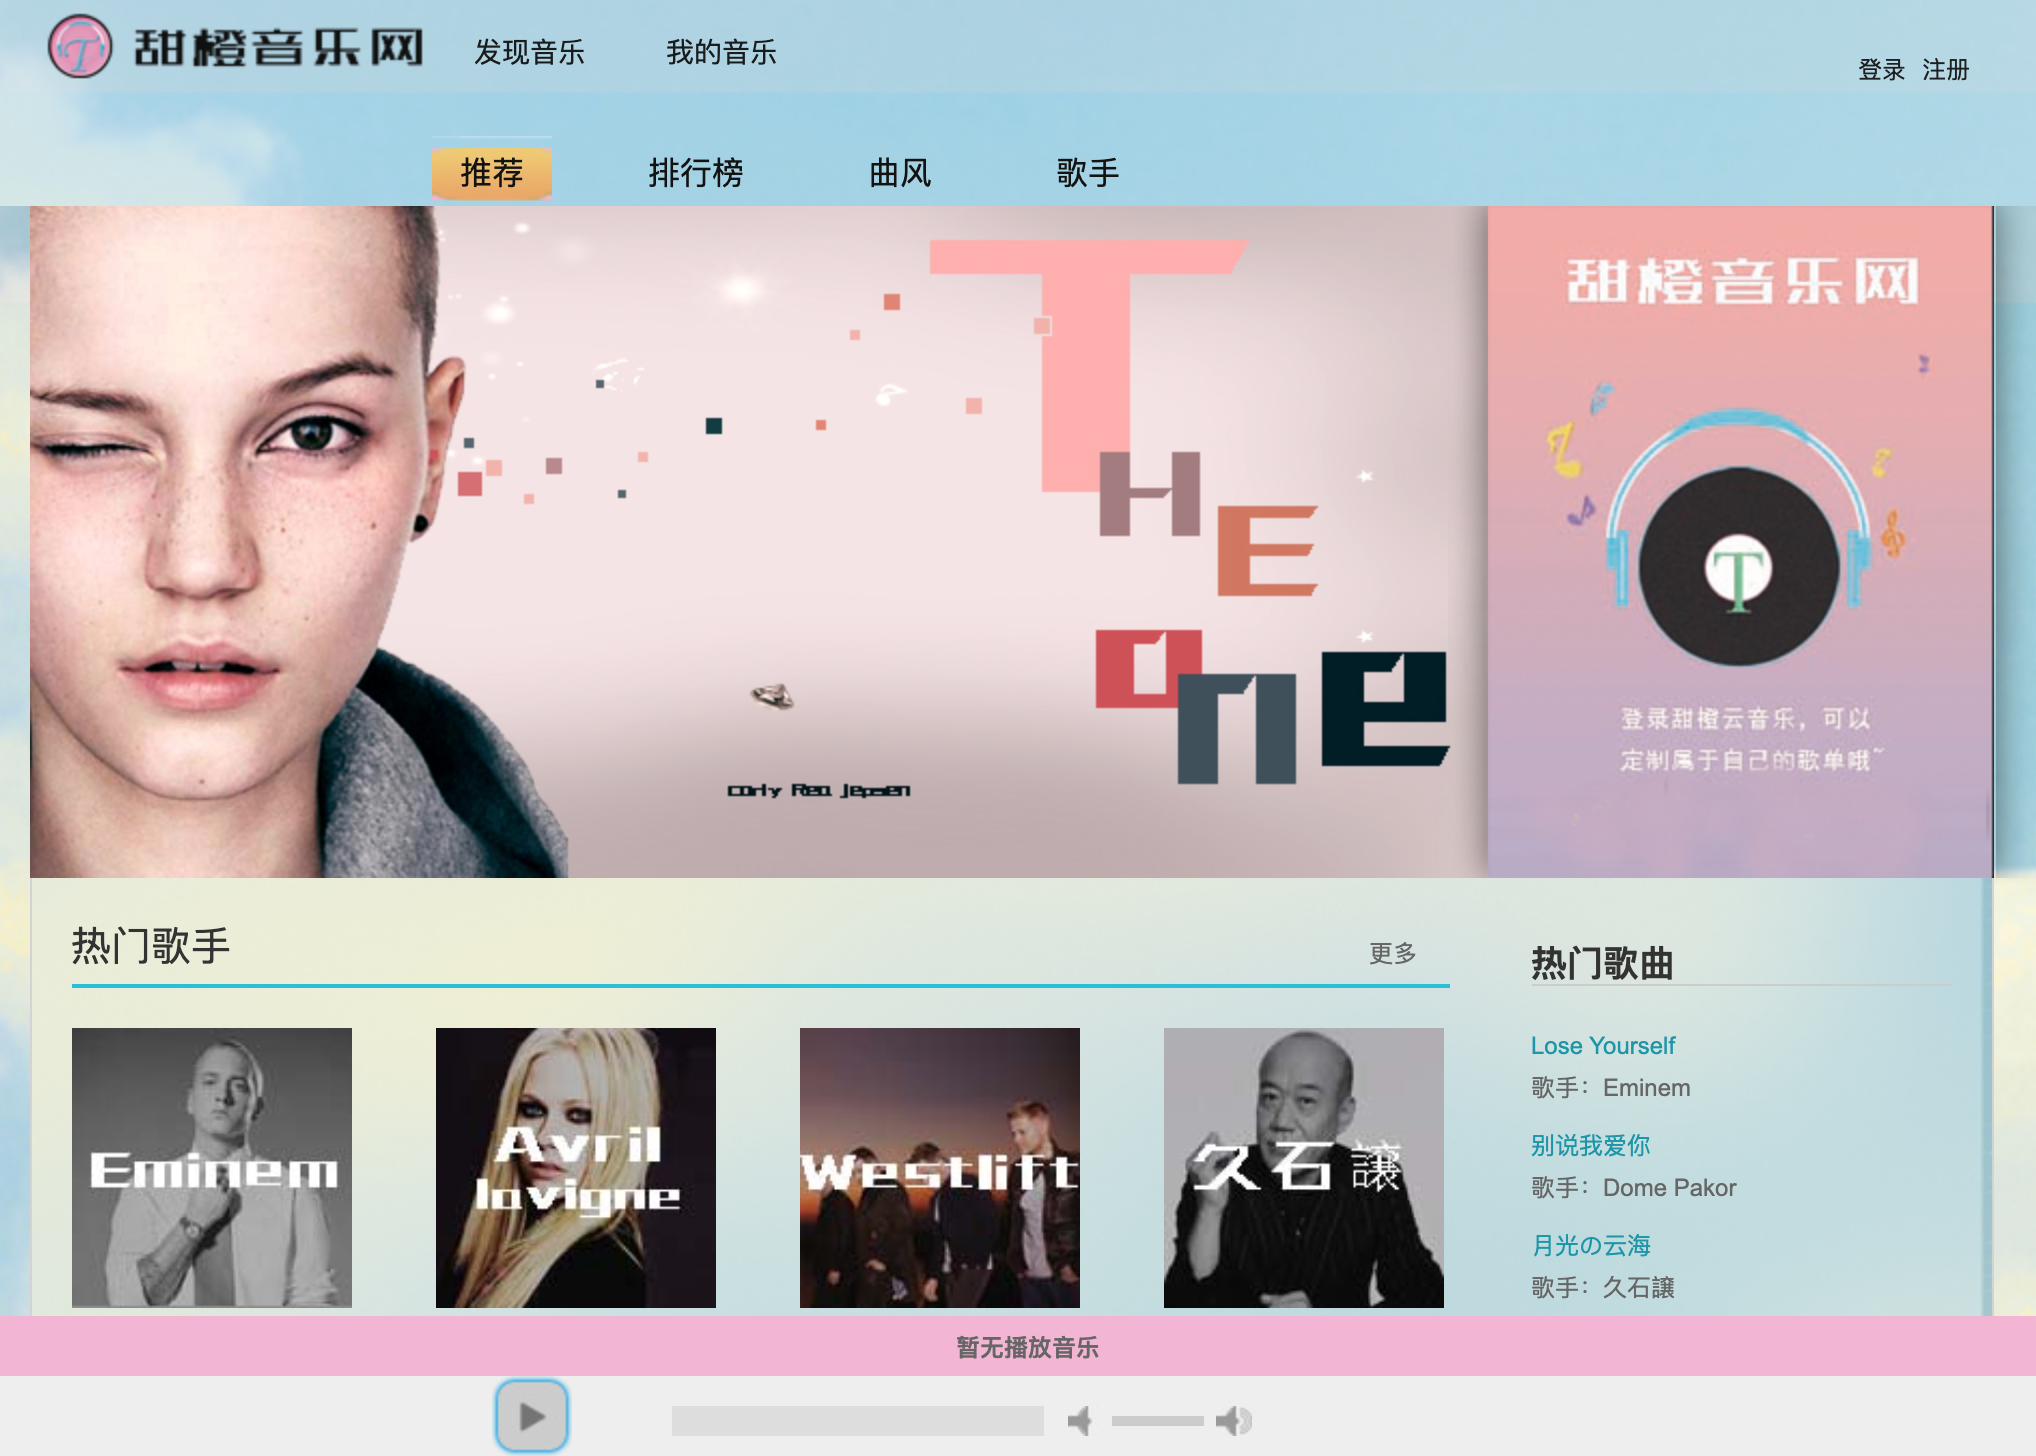 甜橙音乐网
发现音乐
我的音乐
登录 注册
推荐
排行榜
曲风
歌手
THE
one
carly Rea jepsen
甜橙音乐网
T
登录甜橙云音乐，可以
定制属于自己的歌单哦~
热门歌手
更多
Eminem
Avril
lavigne
Westlift
久石譲
热门歌曲
Lose Yourself
歌手：Eminem
别说我爱你
歌手：Dome Pakor
月光の云海
歌手：久石譲
暂无播放音乐